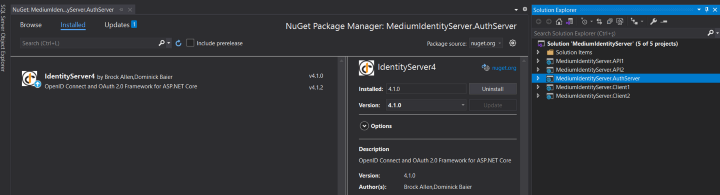 SQL Server Object Explorer
NuGet: MediumIden...yServer.AuthServer
Browse Installed Updates 1
NuGet Package Manager: MediumIdentityServer.AuthServer
Search (Ctrl+L)
Include prerelease
Package source: nuget.org
IdentityServer4 by Brock Allen,Dominick Baier
OpenID Connect and OAuth 2.0 Framework for ASP.NET Core
v4.1.0
v4.1.2
IdentityServer4
nuget.org
Installed: 4.1.0 Uninstall
Version: 4.1.0 Update
Options
Description
OpenID Connect and OAuth 2.0 Framework for ASP.NET Core
Version: 4.1.0
Author(s): Brock Allen,Dominick Baier
Solution Explorer
Search Solution Explorer (Ctrl+ş)
Solution 'MediumIdentityServer' (5 of 5 projects)
Solution Items
MediumIdentityServer.API1
MediumIdentityServer.API2
MediumIdentityServer.AuthServer
MediumIdentityServer.Client1
MediumIdentityServer.Client2